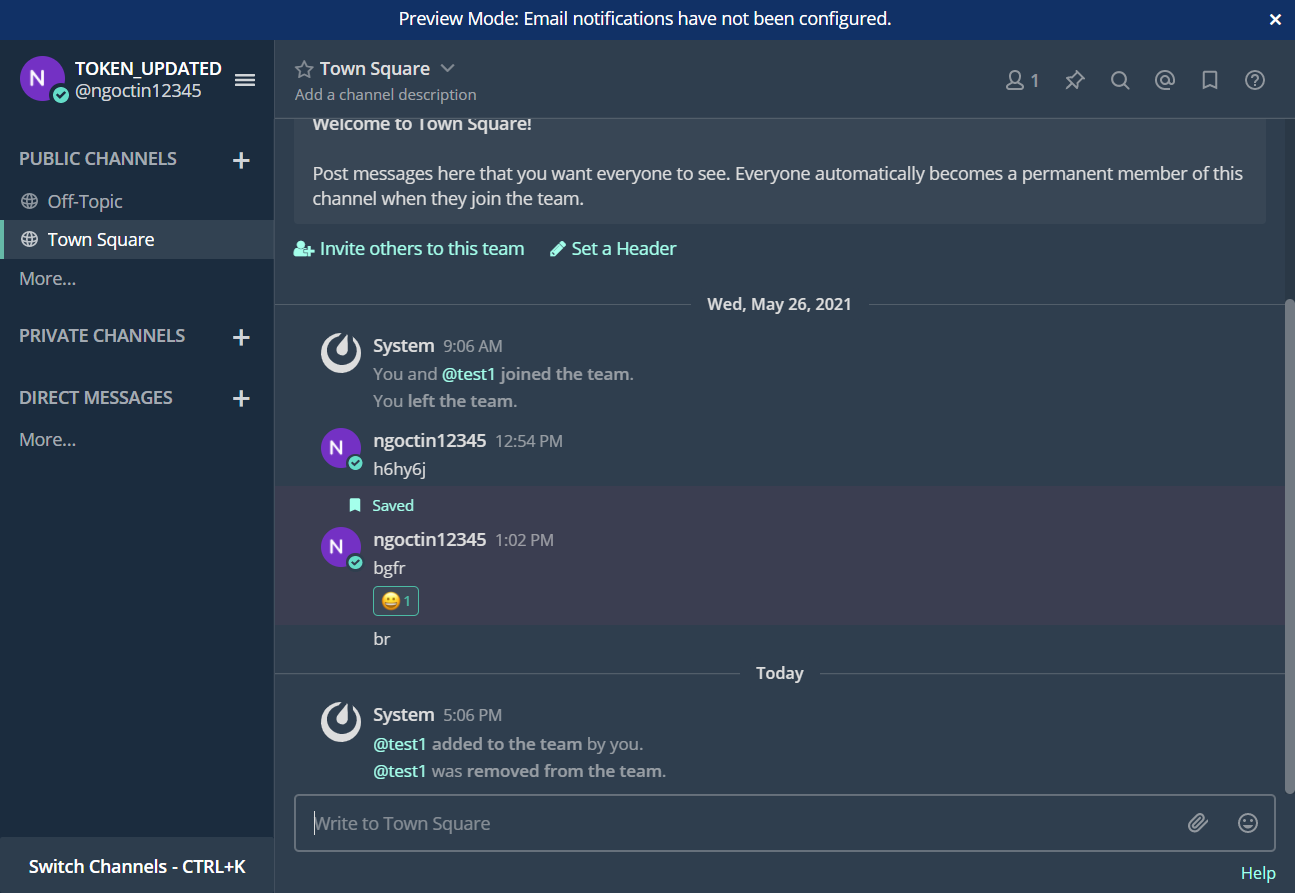 Preview Mode: Email notifications have not been configured.
N
TOKEN_UPDATED
@ngoctin12345
PUBLIC CHANNELS
Off-Topic
Town Square
More...
PRIVATE CHANNELS
DIRECT MESSAGES
More...
Switch Channels - CTRL+K
Town Square
Add a channel description
1
Welcome to Town Square!
Post messages here that you want everyone to see. Everyone automatically becomes a permanent member of this
channel when they join the team.
Invite others to this team Set a Header
Wed, May 26, 2021
System 9:06 AM
You and @test1 joined the team.
You left the team.
N
ngoctin12345 12:54 PM
h6hy6j
Saved
N
ngoctin12345 1:02 PM
bgfr
1
br
Today
System 5:06 PM
@test1 added to the team by you.
@test1 was removed from the team.
Write to Town Square
Help